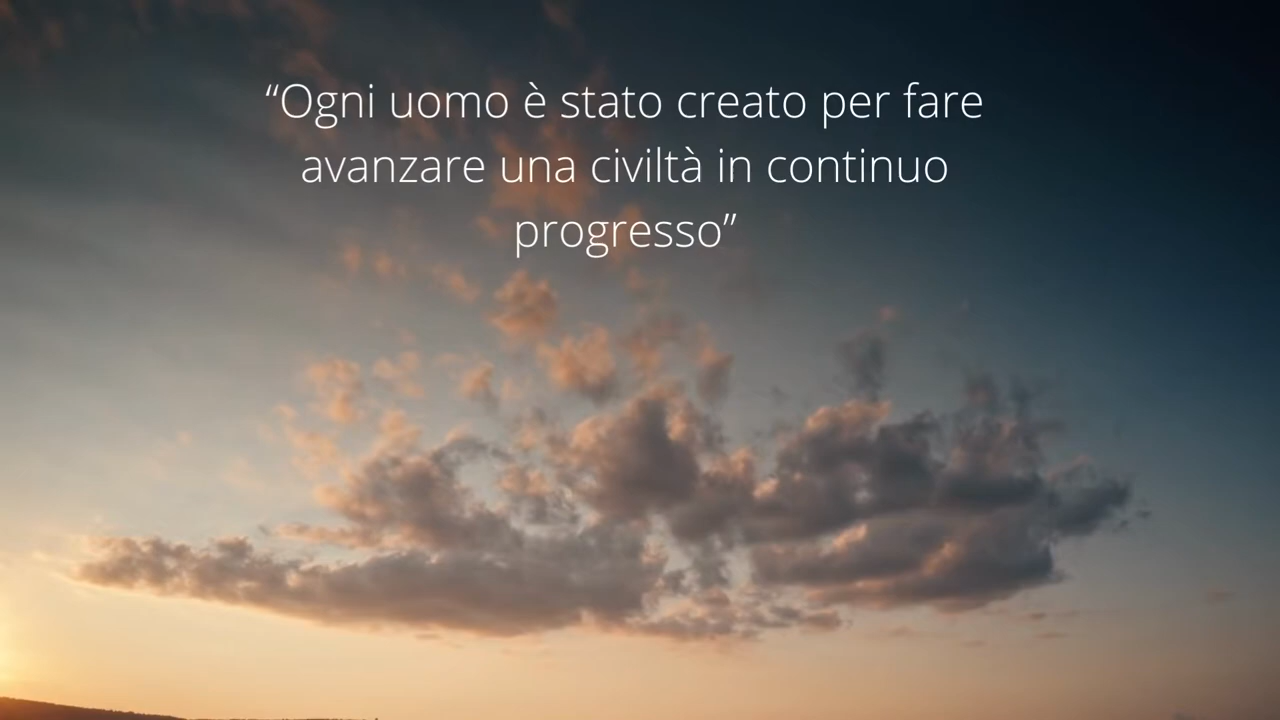 “Ogni uomo è stato creato per fare
avanzare una civiltà in continuo
progresso”